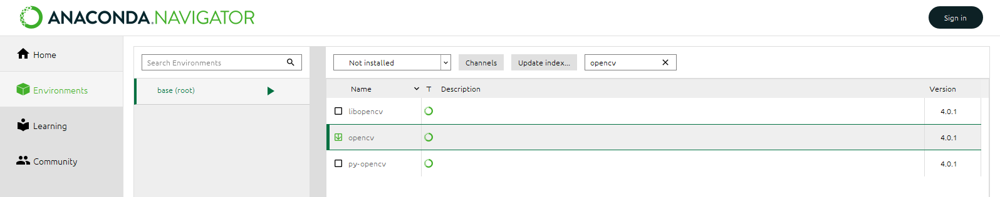 ANACONDA.NAVIGATOR
Sign in
Home
Environments
Learning
Community
Search Environments
base (root)
Not installed
Channels
Update index...
opencv
Name T Description Version
libopencv 4.0.1
opencv 4.0.1
py-opencv 4.0.1